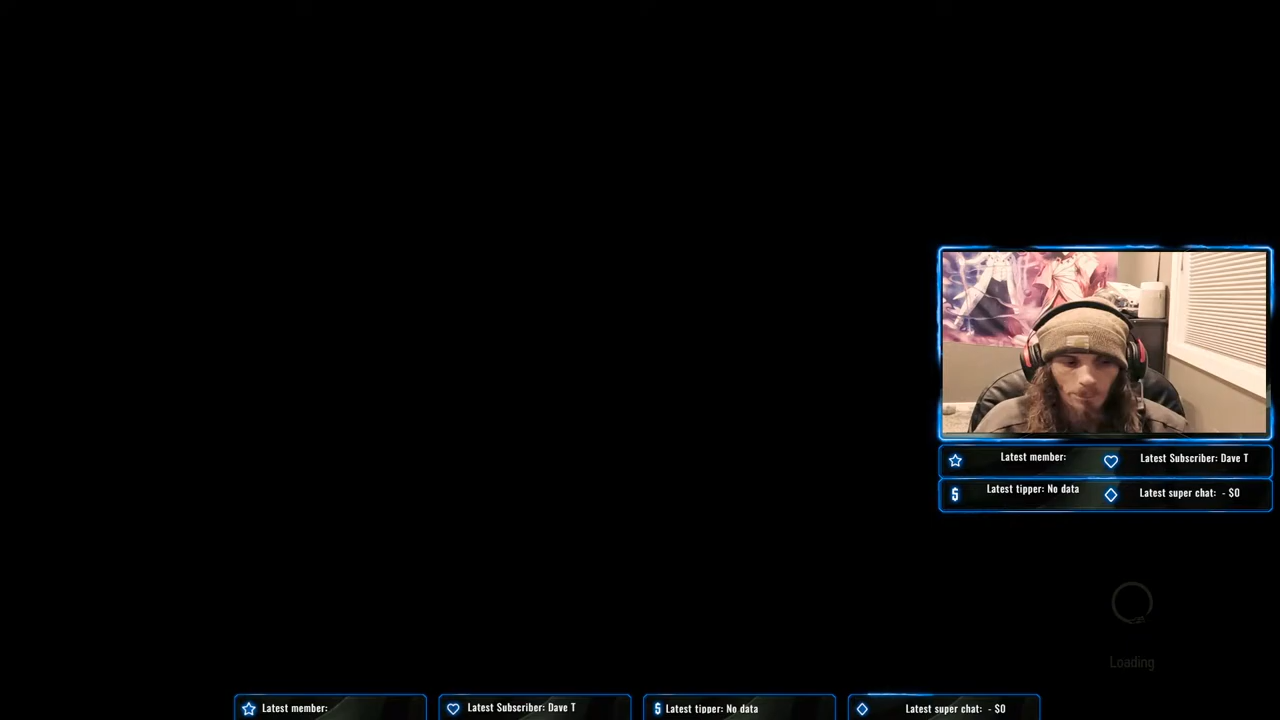 Latest member:
Latest Subscriber: Dave T
Latest tipper: No data
Latest super chat: - $0
Loading
Latest member:
Latest Subscriber: Dave T
$ Latest tipper: No data
Latest super chat: - $0